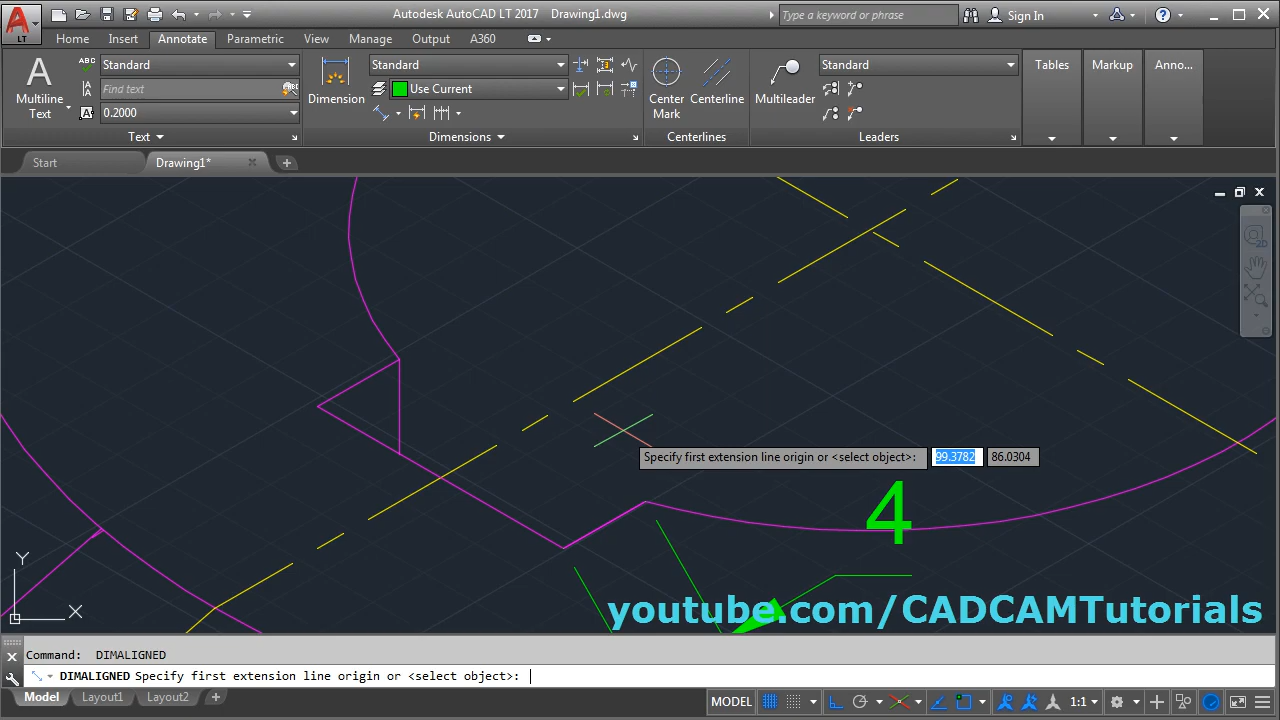 Autodesk AutoCAD LT 2017 Drawing1.dwg
Type a keyword or phrase
Sign In
LT
Home Insert Annotate Parametric View Manage Output A360
Multiline
Text
ABC
Standard
Find text
0.2000
Text
Dimension
Standard
Use Current
Dimensions
Center
Mark
Centerline
Centerlines
Multileader
Standard
Leaders
Tables
Markup
Anno...
Start
Drawing1*
2D
Specify first extension line origin or <select object>: 99.3782 86.0304
4
Y
X
youtube.com/CADCAMTutorials
Command: DIMALIGNED
DIMALIGNED Specify first extension line origin or <select object>:
Model Layout1 Layout2
MODEL
1:1